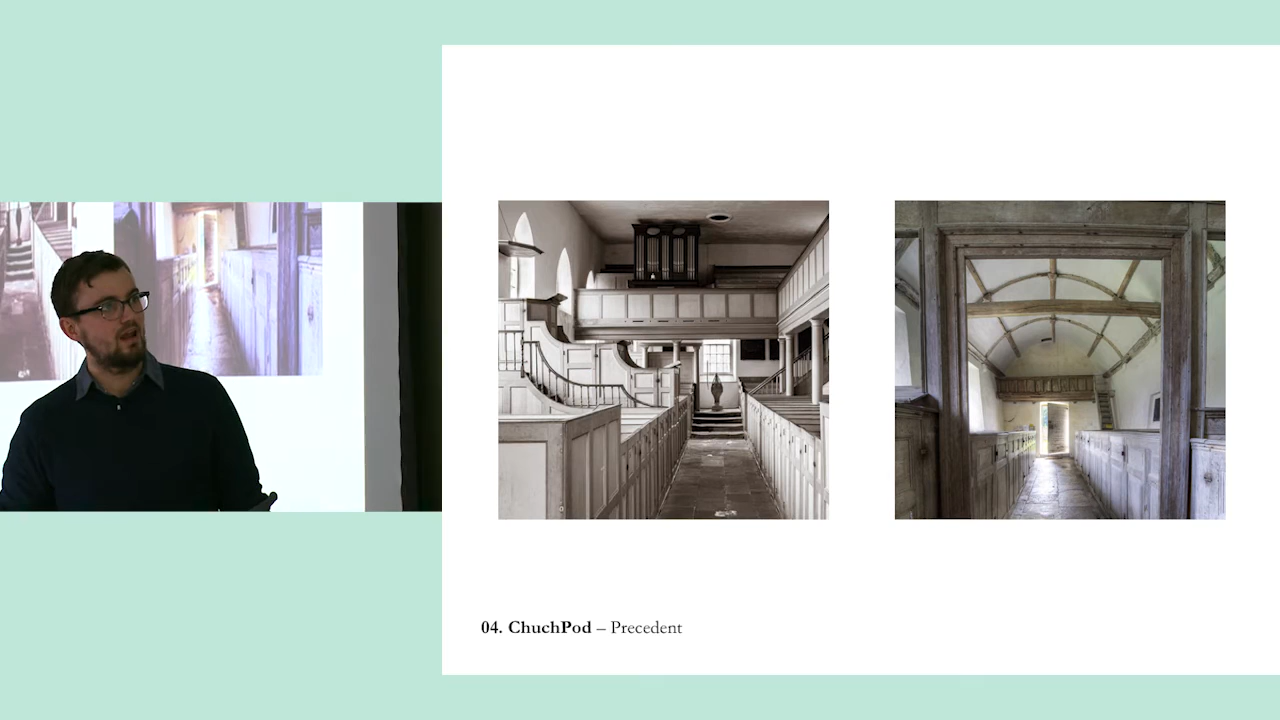 04. ChuchPod – Precedent